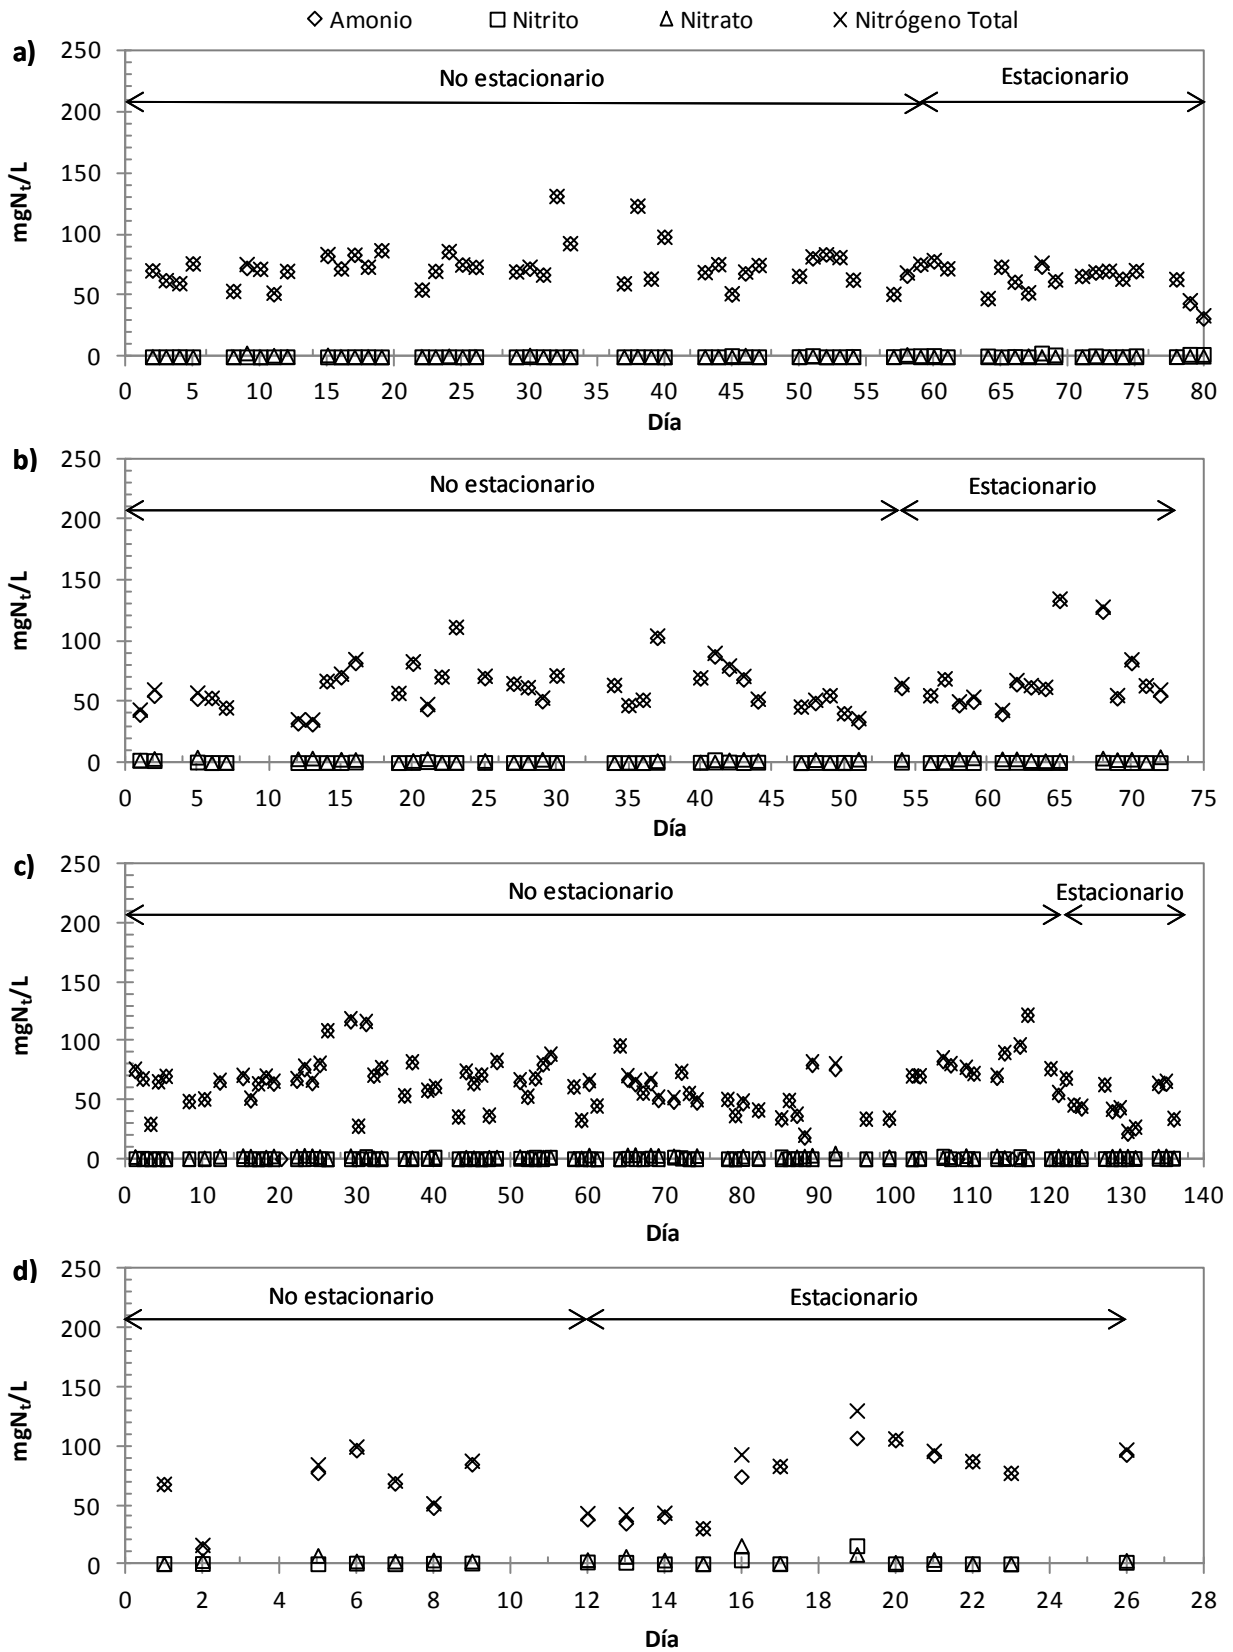 Amonio Nitrito Nitrato Nitrógeno Total
a)
250
200
150
100
50
0
mgNt/L
No estacionario Estacionario
0 5 10 15 20 25 30 35 40 45 50 55 60 65 70 75 80
Día
b)
250
200
150
100
50
0
mgNt/L
No estacionario Estacionario
0 5 10 15 20 25 30 35 40 45 50 55 60 65 70 75
Día
c)
250
200
150
100
50
0
mgNt/L
No estacionario Estacionario
0 10 20 30 40 50 60 70 80 90 100 110 120 130 140
Día
d)
250
200
150
100
50
0
mgNt/L
No estacionario Estacionario
0 2 4 6 8 10 12 14 16 18 20 22 24 26 28
Día